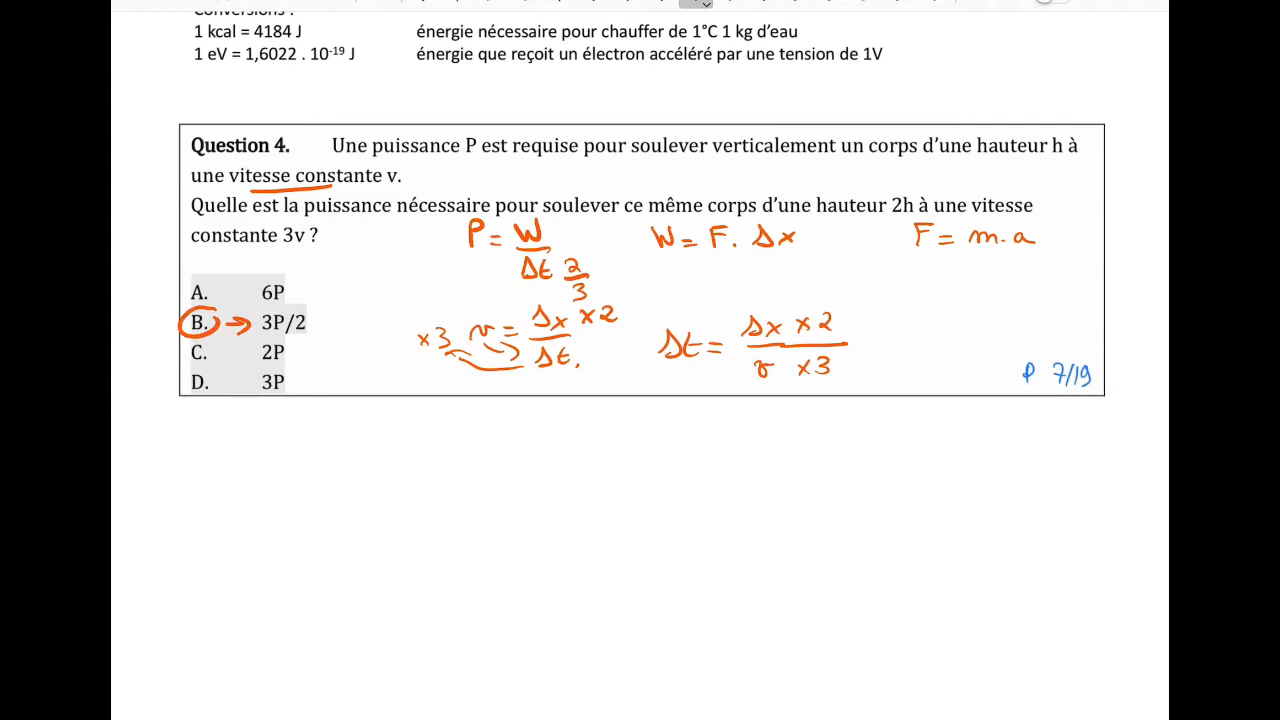 Conversions :
1 kcal = 4184 J énergie nécessaire pour chauffer de 1°C 1 kg d’eau
1 eV = 1,6022 . 10⁻¹⁹ J énergie que reçoit un électron accéléré par une tension de 1V
Question 4. Une puissance P est requise pour soulever verticalement un corps d’une hauteur h à
une vitesse constante v.
Quelle est la puissance nécessaire pour soulever ce même corps d’une hauteur 2h à une vitesse
constante 3v ?
P = W / Δt 2/3
W = F . Δx
F = m.a
A. 6P
B. → 3P/2
C. 2P
D. 3P
×3 v = Δx ×2 / Δt.
Δt = Δx ×2 / v ×3
P 7/19